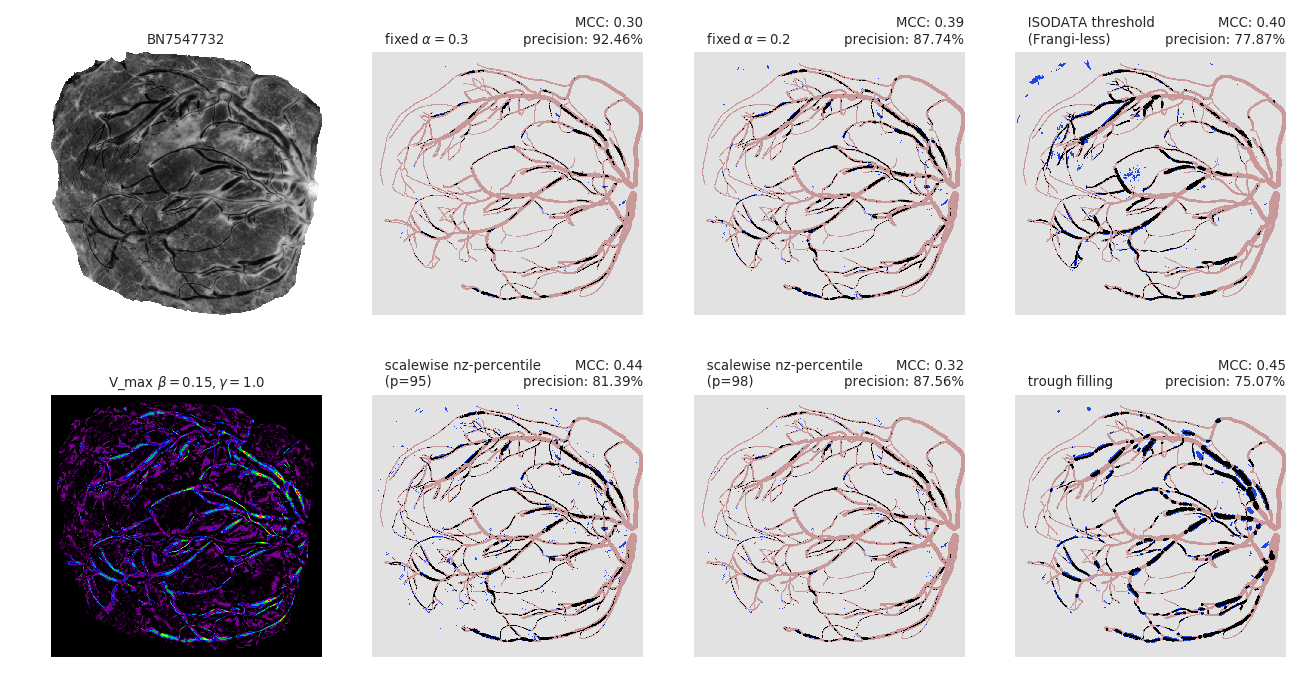 BN7547732
MCC: 0.30
fixed α = 0.3 precision: 92.46%
MCC: 0.39
fixed α = 0.2 precision: 87.74%
ISODATA threshold MCC: 0.40
(Frangi-less) precision: 77.87%
V_max β = 0.15, γ = 1.0
scalewise nz-percentile MCC: 0.44
(p=95) precision: 81.39%
scalewise nz-percentile MCC: 0.32
(p=98) precision: 87.56%
MCC: 0.45
trough filling precision: 75.07%